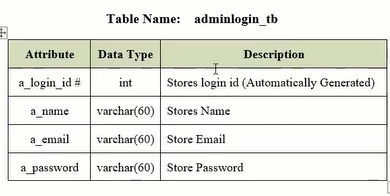 Table Name: adminlogin_tb
Attribute Data Type Description
a_login_id # int Stores login id (Automatically Generated)
a_name varchar(60) Stores Name
a_email varchar(60) Store Email
a_password varchar(60) Store Password